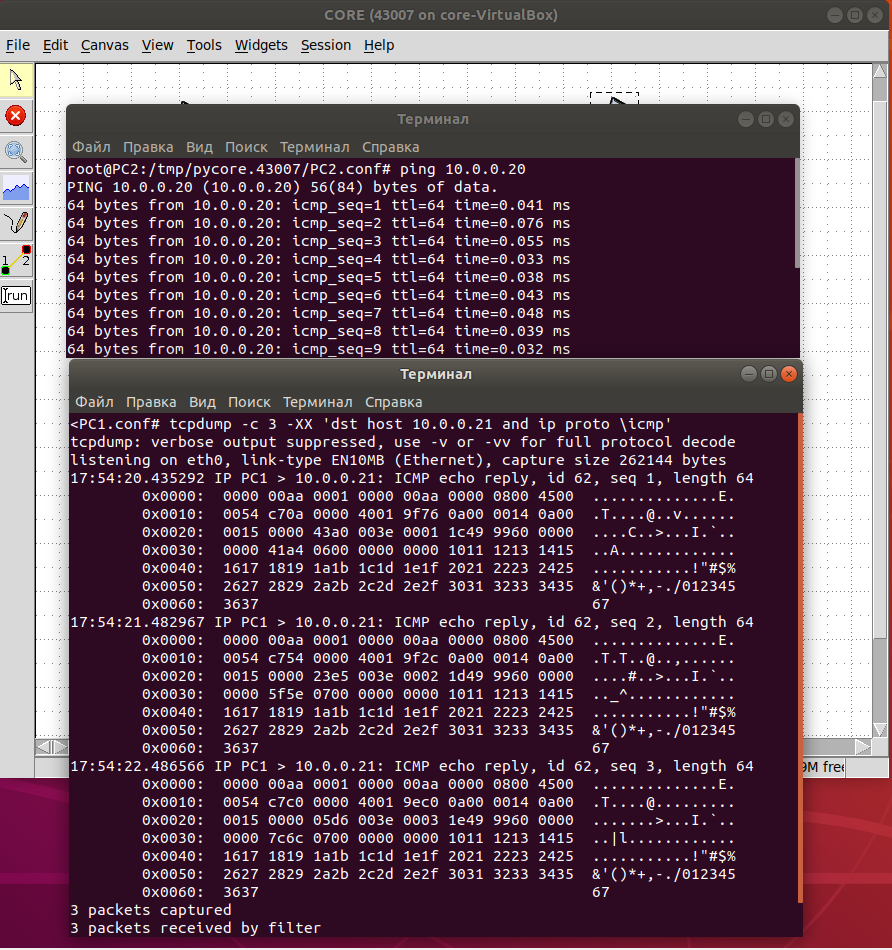 CORE (43007 on core-VirtualBox)
File Edit Canvas View Tools Widgets Session Help
Терминал
Файл Правка Вид Поиск Терминал Справка
root@PC2:/tmp/pycore.43007/PC2.conf# ping 10.0.0.20
PING 10.0.0.20 (10.0.0.20) 56(84) bytes of data.
64 bytes from 10.0.0.20: icmp_seq=1 ttl=64 time=0.041 ms
64 bytes from 10.0.0.20: icmp_seq=2 ttl=64 time=0.076 ms
64 bytes from 10.0.0.20: icmp_seq=3 ttl=64 time=0.055 ms
64 bytes from 10.0.0.20: icmp_seq=4 ttl=64 time=0.033 ms
64 bytes from 10.0.0.20: icmp_seq=5 ttl=64 time=0.038 ms
64 bytes from 10.0.0.20: icmp_seq=6 ttl=64 time=0.043 ms
64 bytes from 10.0.0.20: icmp_seq=7 ttl=64 time=0.048 ms
64 bytes from 10.0.0.20: icmp_seq=8 ttl=64 time=0.039 ms
64 bytes from 10.0.0.20: icmp_seq=9 ttl=64 time=0.032 ms
1 2
run
Терминал
Файл Правка Вид Поиск Терминал Справка
<PC1.conf# tcpdump -c 3 -XX 'dst host 10.0.0.21 and ip proto \icmp'
tcpdump: verbose output suppressed, use -v or -vv for full protocol decode
listening on eth0, link-type EN10MB (Ethernet), capture size 262144 bytes
17:54:20.435292 IP PC1 > 10.0.0.21: ICMP echo reply, id 62, seq 1, length 64
0x0000: 0000 00aa 0001 0000 00aa 0000 0800 4500 ..............E.
0x0010: 0054 c70a 0000 4001 9f76 0a00 0014 0a00 .T....@..v......
0x0020: 0015 0000 43a0 003e 0001 1c49 9960 0000 ....C..>...I.`..
0x0030: 0000 41a4 0600 0000 0000 1011 1213 1415 ..A.............
0x0040: 1617 1819 1a1b 1c1d 1e1f 2021 2223 2425 ...........!"#$%
0x0050: 2627 2829 2a2b 2c2d 2e2f 3031 3233 3435 &'()*+,-./012345
0x0060: 3637 67
17:54:21.482967 IP PC1 > 10.0.0.21: ICMP echo reply, id 62, seq 2, length 64
0x0000: 0000 00aa 0001 0000 00aa 0000 0800 4500 ..............E.
0x0010: 0054 c754 0000 4001 9f2c 0a00 0014 0a00 .T.T..@..,......
0x0020: 0015 0000 23e5 003e 0002 1d49 9960 0000 ....#..>...I.`..
0x0030: 0000 5f5e 0700 0000 0000 1011 1213 1415 .._^............
0x0040: 1617 1819 1a1b 1c1d 1e1f 2021 2223 2425 ...........!"#$%
0x0050: 2627 2829 2a2b 2c2d 2e2f 3031 3233 3435 &'()*+,-./012345
0x0060: 3637 67
17:54:22.486566 IP PC1 > 10.0.0.21: ICMP echo reply, id 62, seq 3, length 64
0x0000: 0000 00aa 0001 0000 00aa 0000 0800 4500 ..............E.
0x0010: 0054 c7c0 0000 4001 9ec0 0a00 0014 0a00 .T....@.........
0x0020: 0015 0000 05d6 003e 0003 1e49 9960 0000 .......>...I.`..
0x0030: 0000 7c6c 0700 0000 0000 1011 1213 1415 ..|l............
0x0040: 1617 1819 1a1b 1c1d 1e1f 2021 2223 2425 ...........!"#$%
0x0050: 2627 2829 2a2b 2c2d 2e2f 3031 3233 3435 &'()*+,-./012345
0x0060: 3637 67
3 packets captured
3 packets received by filter